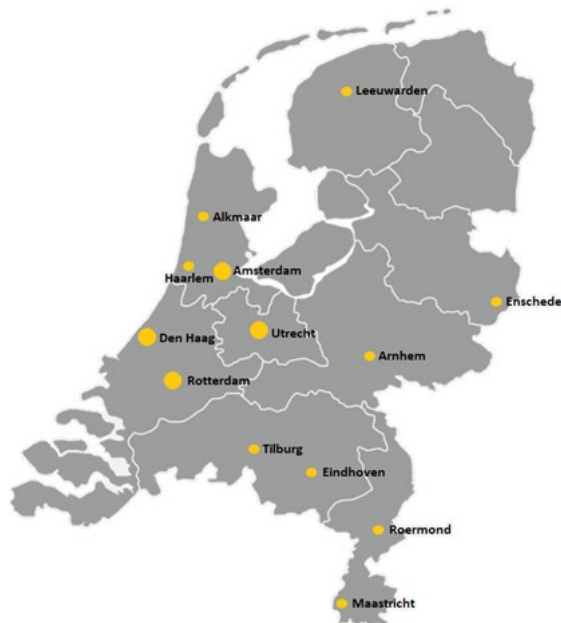 Leeuwarden
Alkmaar
Haarlem
Amsterdam
Enschede
Den Haag
Utrecht
Arnhem
Rotterdam
Tilburg
Eindhoven
Roermond
Maastricht